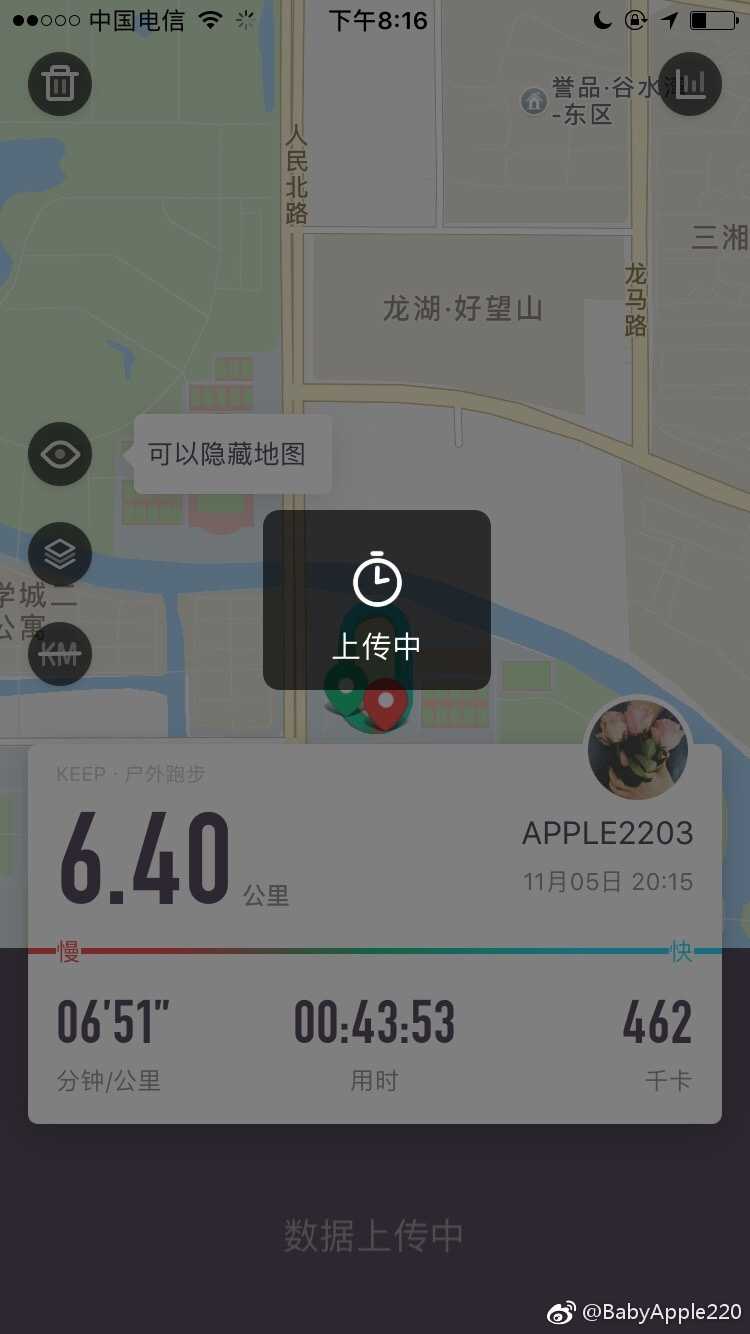 中国电信
下午8:16
誉品·谷水湾
-东区
人民北路
三湘
龙马路
龙湖·好望山
可以隐藏地图
上传中
学城二
公寓
KM
KEEP · 户外跑步
6.40 公里
APPLE2203
11月05日 20:15
慢
快
06'51"
00:43:53
462
分钟/公里
用时
千卡
数据上传中
@BabyApple220